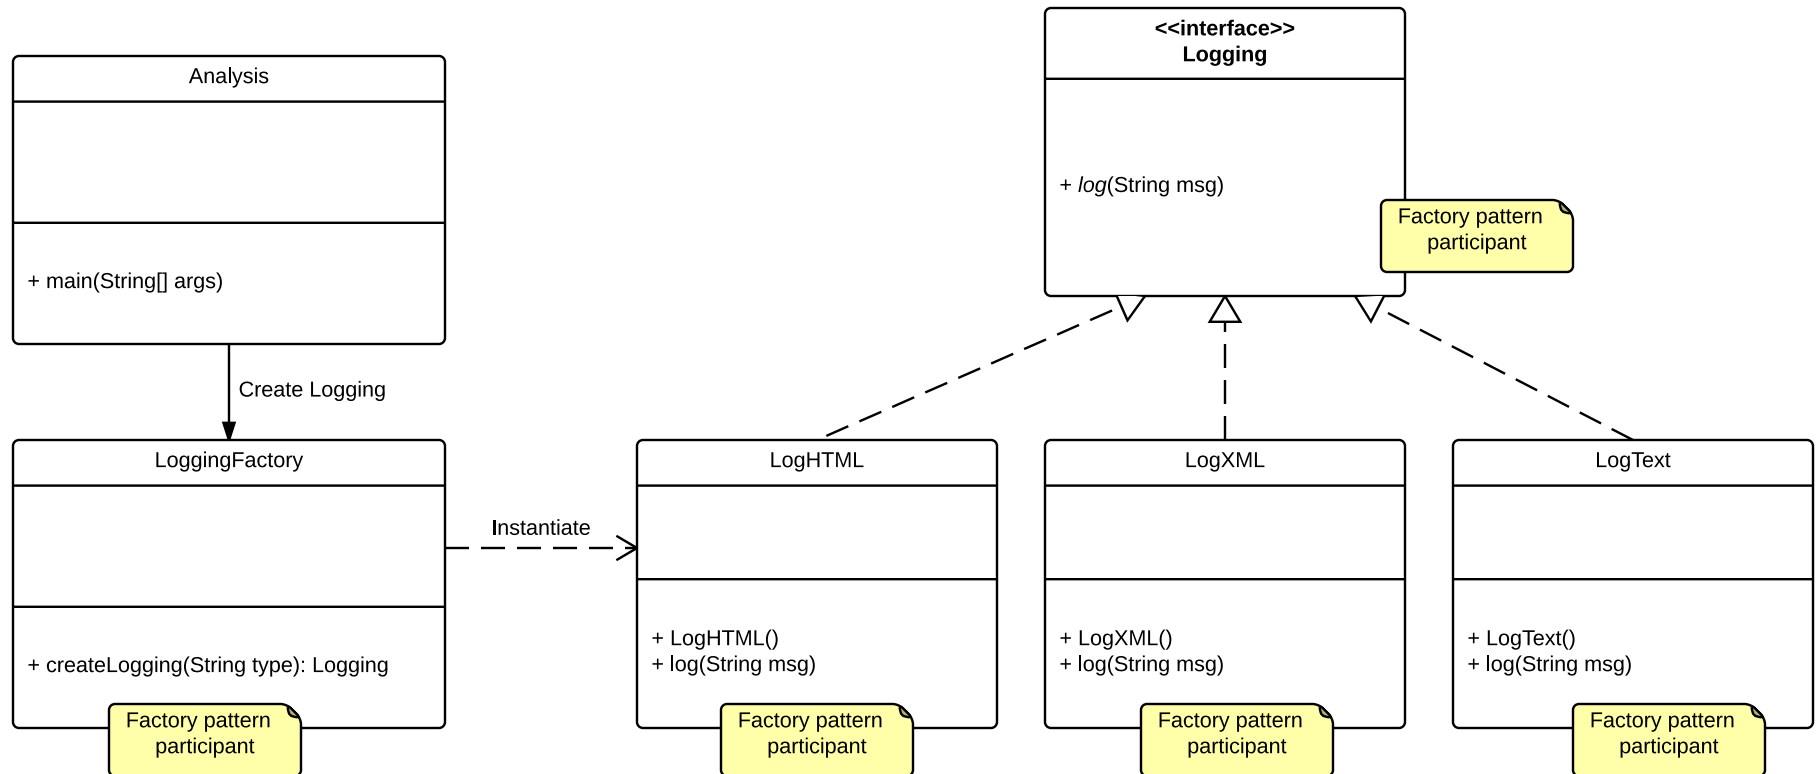 <<interface>>
Logging
+ log(String msg)
Factory pattern
participant
Analysis
+ main(String[] args)
Create Logging
LoggingFactory
+ createLogging(String type): Logging
Factory pattern
participant
Instantiate
LogHTML
+ LogHTML()
+ log(String msg)
Factory pattern
participant
LogXML
+ LogXML()
+ log(String msg)
Factory pattern
participant
LogText
+ LogText()
+ log(String msg)
Factory pattern
participant